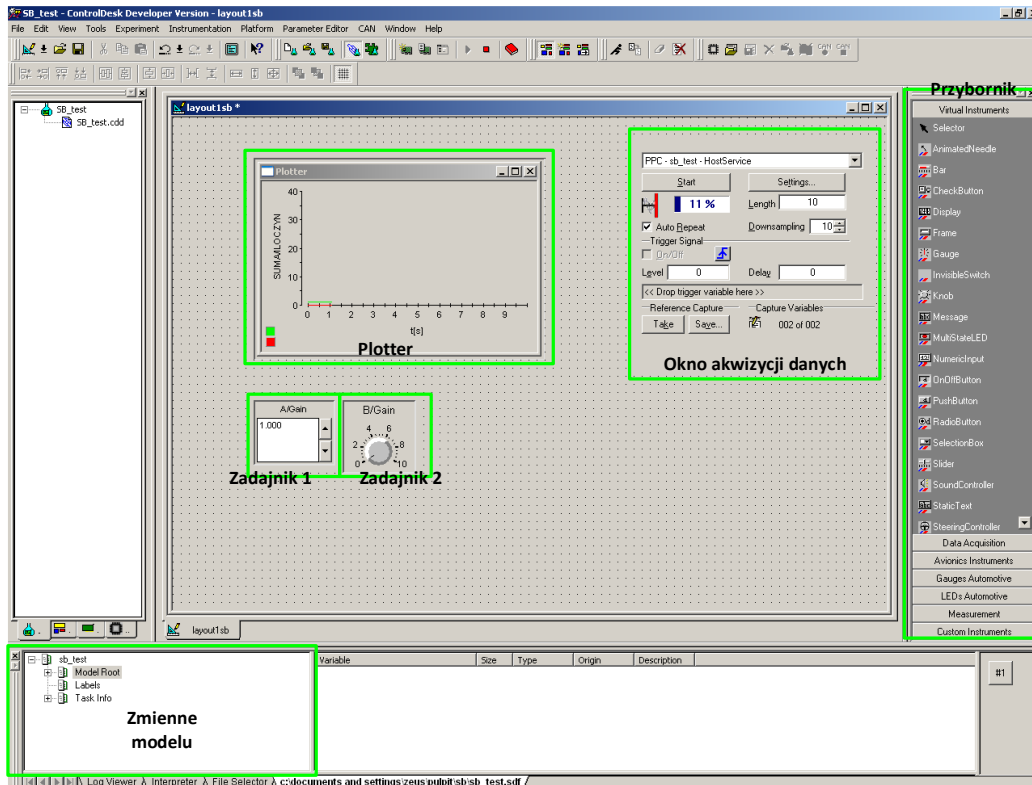 SB_test - ControlDesk Developer Version - layout1sb
File Edit View Tools Experiment Instrumentation Platform Parameter Editor CAN Window Help
SB_test
SB_test.cdd
layout1sb *
Plotter
40
30
20
10
0
SUMA/ILOCZYN
0 1 2 3 4 5 6 7 8 9
t[s]
Plotter
PPC - sb_test - HostService
Start Settings...
11 % Length 10
Auto Repeat Downsampling 10
Trigger Signal
On/Off
Level 0 Delay 0
<< Drop trigger variable here >>
Reference Capture Capture Variables
Take Save... 002 of 002
Okno akwizycji danych
A/Gain
1.000
Zadajnik 1
B/Gain
0 2 4 6 8 10
Zadajnik 2
Przybornik
Virtual Instruments
Selector
AnimatedNeedle
Bar
CheckButton
Display
Frame
Gauge
InvisibleSwitch
Knob
Message
MultiStateLED
NumericInput
OnOffButton
PushButton
RadioButton
SelectionBox
Slider
SoundController
StaticText
SteeringController
Data Acquisition
Avionics Instruments
Gauges Automotive
LEDs Automotive
Measurement
Custom Instruments
layout1sb
sb_test
Model Root
Labels
Task Info
Zmienne
modelu
Variable Size Type Origin Description
#1
Log Viewer Interpreter File Selector c:\documents and settings\zeus\pulpit\sb\sb_test.sdf